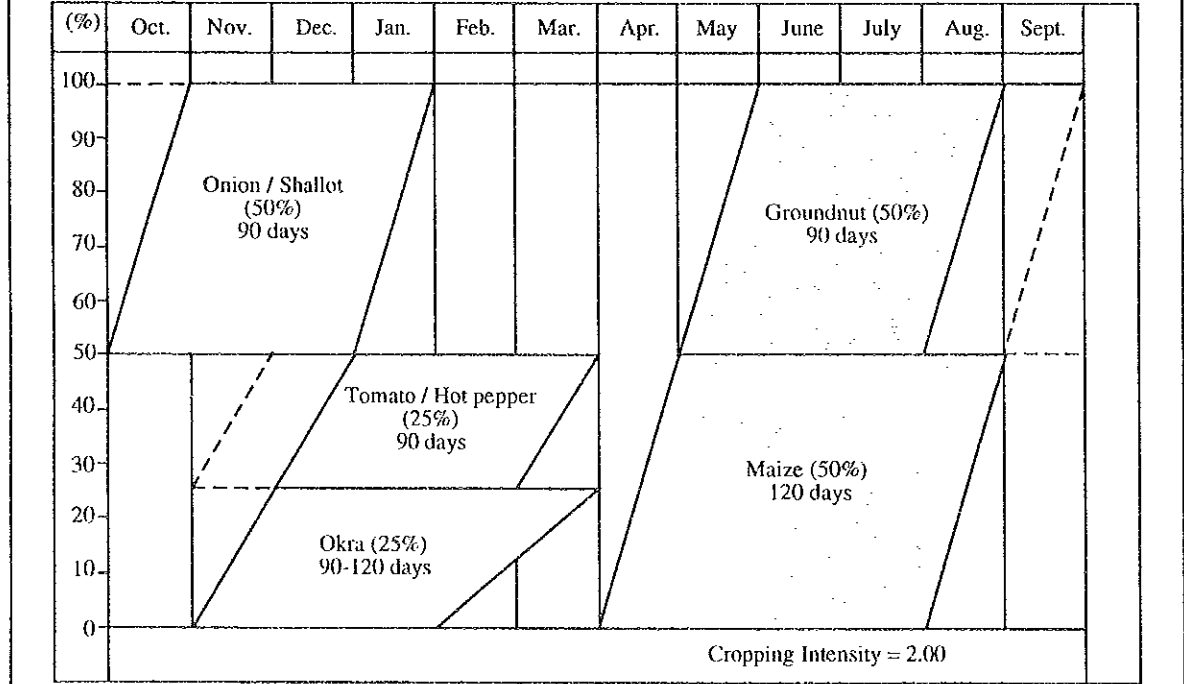 (%) Oct. Nov. Dec. Jan. Feb. Mar. Apr. May June July Aug. Sept.
100
90
80
70
60
50
40
30
20
10
0
Onion / Shallot
(50%)
90 days
Groundnut (50%)
90 days
Tomato / Hot pepper
(25%)
90 days
Okra (25%)
90-120 days
Maize (50%)
120 days
Cropping Intensity = 2.00